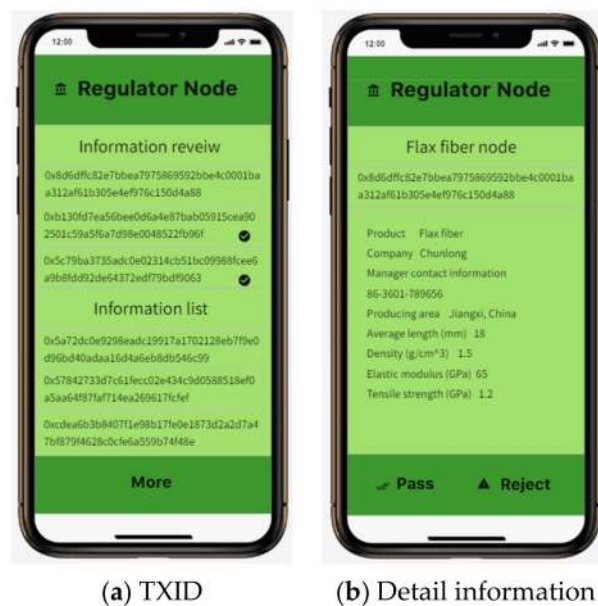 12:00
Regulator Node
Information reveiw
0x8d6dffc82e7bbea7975869592bbe4c0001ba
a312af61b305e4ef976c150d4a88
0xb130fd7ea56bee0d6a4e87bab05915cea90
2501c59a5f6a7d98e0048522fb96f
0x5c79ba3735adc0e02314cb51bc09988fcee6
a9b8fdd92de64372edf79bdf9063
Information list
0x5a72dc0e9298eadc19917a1702128eb7f9e0
d96bd40adaa16d4a6eb8db546c99
0x57842733d7c61fecc02e434c9d0588518ef0
a5aa64f87faf714ea269617fcfef
0xcdea6b3b8407f1e98b17fe0e1873d2a2d7a4
7bf879f4628c0cfe6a559b74f48e
More
(a) TXID
12:00
Regulator Node
Flax fiber node
0x8d6dffc82e7bbea7975869592bbe4c0001ba
a312af61b305e4ef976c150d4a88
Product Flax fiber
Company Chunlong
Manager contact information
86-3601-789656
Producing area Jiangxi, China
Average length (mm) 18
Density (g/cm^3) 1.5
Elastic modulus (GPa) 65
Tensile strength (GPa) 1.2
Pass Reject
(b) Detail information